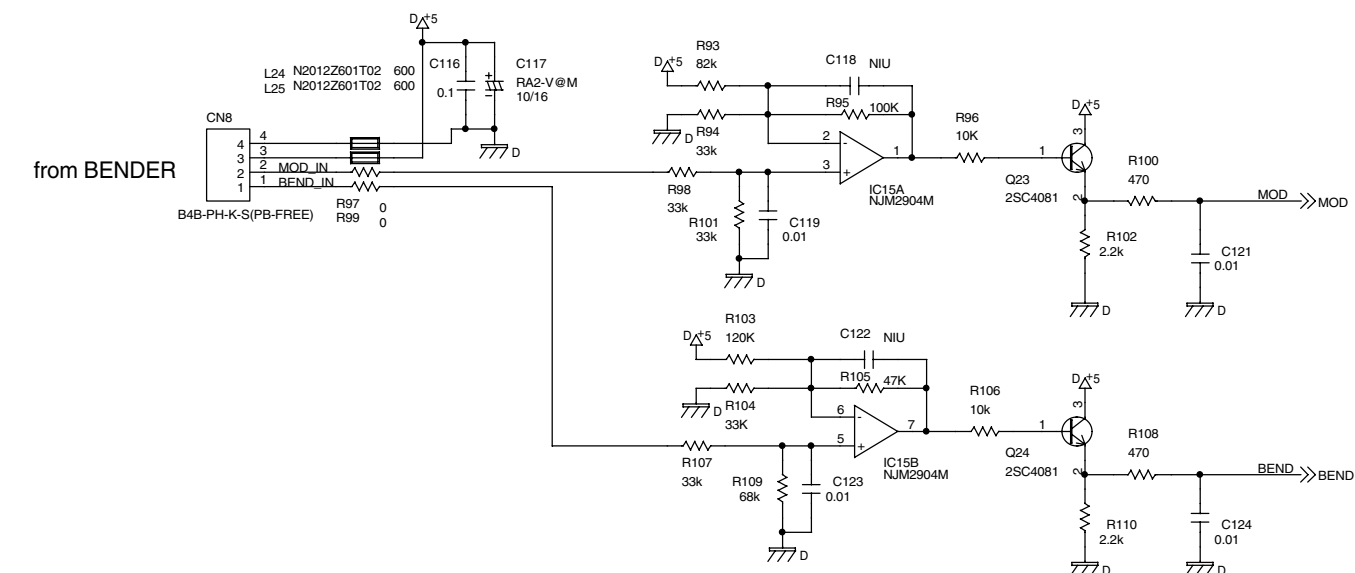 D +5
L24 N2012Z601T02 600
L25 N2012Z601T02 600
C116
0.1
C117
RA2-V@M
10/16
+
-
D
CN8
4
3
2
1
4
3
2 MOD_IN
1 BEND_IN
from BENDER
B4B-PH-K-S(PB-FREE)
R97 0
R99 0
R93
82k
D +5
C118 NIU
R95 100K
D R94
33k
2 -
3 +
1
IC15A
NJM2904M
R98
33k
R101
33k
C119
0.01
D
R96
10K
D +5
3
1
2
Q23
2SC4081
R100
470
MOD
MOD
R102
2.2k
C121
0.01
D
D
R103
120K
D +5
C122 NIU
R105 47K
D R104
33K
6 -
5 +
7
IC15B
NJM2904M
R107
33k
R109
68k
C123
0.01
D
R106
10k
D +5
3
1
2
Q24
2SC4081
R108
470
BEND
BEND
R110
2.2k
C124
0.01
D
D